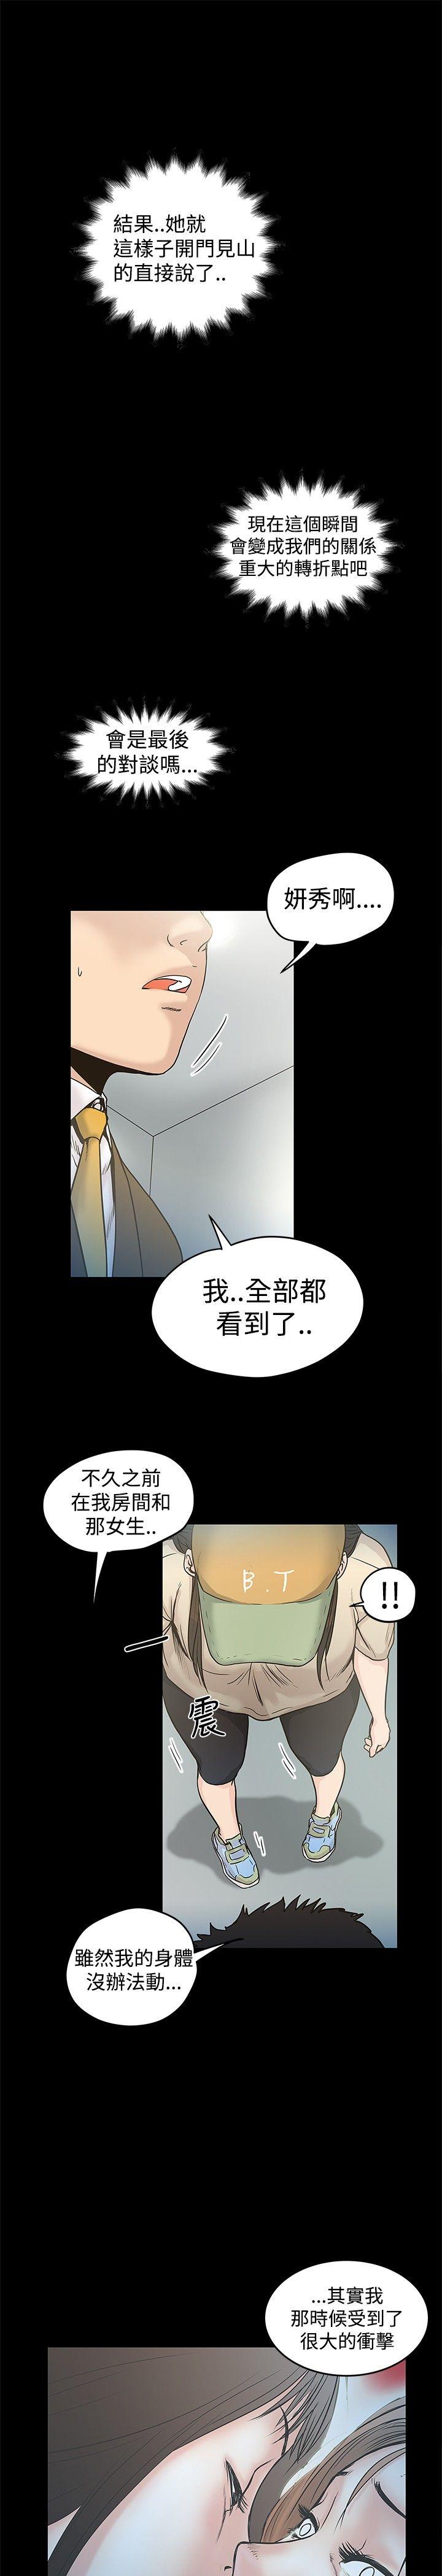 結果..她就
這樣子開門見山
的直接說了..
現在這個瞬間
會變成我們的關係
重大的轉折點吧
會是最後
的對談嗎...
妍秀啊....
我..全部都
看到了..
不久之前
在我房間和
那女生..
B.T
!!
震
雖然我的身體
沒辦法動...
...其實我
那時候受到了
很大的衝擊